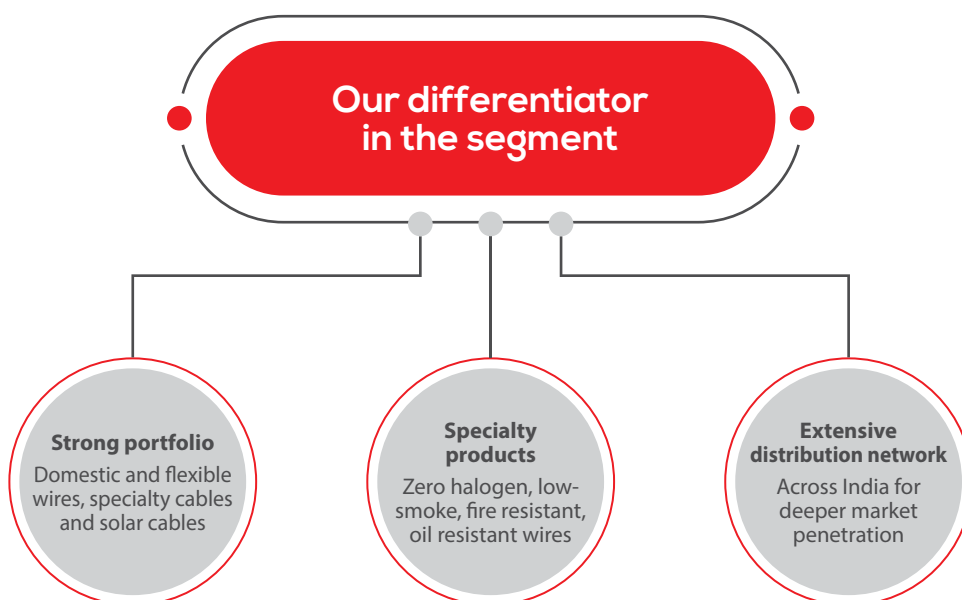 Our differentiator
in the segment
Strong portfolio
Domestic and flexible
wires, specialty cables
and solar cables
Specialty
products
Zero halogen, low-
smoke, fire resistant,
oil resistant wires
Extensive
distribution network
Across India for
deeper market
penetration